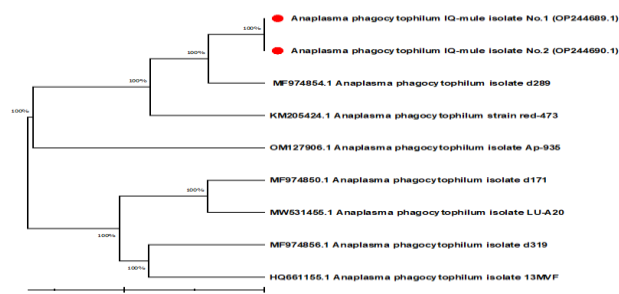 100%
Anaplasma phagocytophilum IQ-mule isolate No.1 (OP244689.1)
Anaplasma phagocytophilum IQ-mule isolate No.2 (OP244690.1)
100%
MF974854.1 Anaplasma phagocytophilum isolate d289
100%
KM205424.1 Anaplasma phagocytophilum strain red-473
100%
OM127906.1 Anaplasma phagocytophilum isolate Ap-935
100%
MF974850.1 Anaplasma phagocytophilum isolate d171
MW531455.1 Anaplasma phagocytophilum isolate LU-A20
100%
MF974856.1 Anaplasma phagocytophilum isolate d319
100%
HQ661155.1 Anaplasma phagocytophilum isolate 13MVF